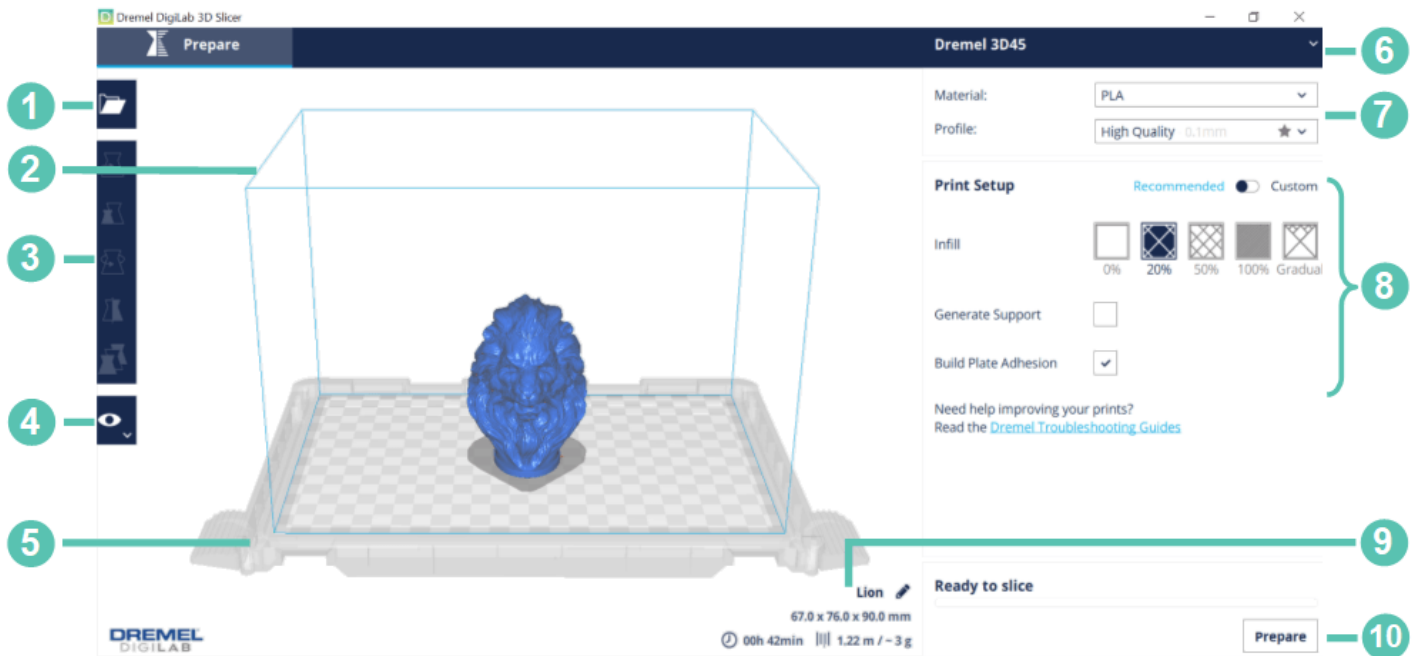 Dremel DigiLab 3D Slicer
Prepare
Dremel 3D45
6
1
Material: PLA
7
Profile: High Quality 0.1mm
2
Print Setup Recommended Custom
3
Infill
0% 20% 50% 100% Gradual
8
Generate Support
Build Plate Adhesion
4
Need help improving your prints?
Read the Dremel Troubleshooting Guides
5
9
Lion
Ready to slice
67.0 x 76.0 x 90.0 mm
00h 42min 1.22 m / ~ 3 g
DREMEL
DIGILAB
Prepare
10